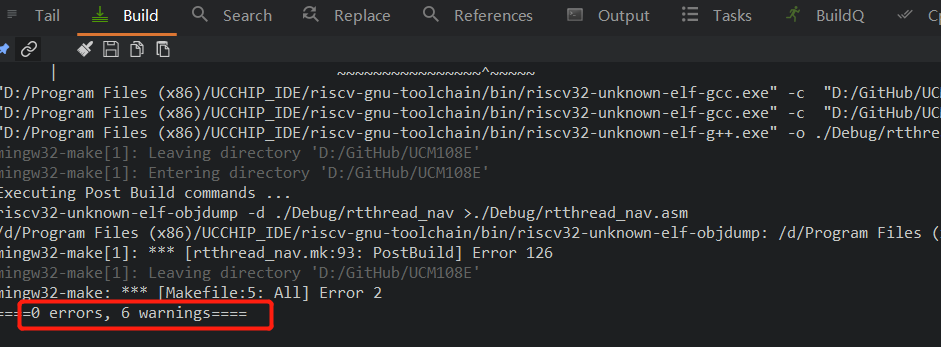 Tail Build Succhip Replace References Output Tasks BuildQ
| ~~~~~~~~~~~~~~~~^~~~~~
"D:/Program Files (x86)/UCCHIP_IDE/riscv-gnu-toolchain/bin/riscv32-unknown-elf-gcc.exe" -c "D:/GitHub/UC
"D:/Program Files (x86)/UCCHIP_IDE/riscv-gnu-toolchain/bin/riscv32-unknown-elf-gcc.exe" -c "D:/GitHub/UC
"D:/Program Files (x86)/UCCHIP_IDE/riscv-gnu-toolchain/bin/riscv32-unknown-elf-g++.exe" -o ./Debug/rtthr
mingw32-make[1]: Leaving directory 'D:/GitHub/UCM108E'
mingw32-make[1]: Entering directory 'D:/GitHub/UCM108E'
Executing Post Build commands ...
riscv32-unknown-elf-objdump -d ./Debug/rtthread_nav >./Debug/rtthread_nav.asm
/d/Program Files (x86)/UCCHIP_IDE/riscv-gnu-toolchain/bin/riscv32-unknown-elf-objdump: /d/Program Files (
mingw32-make[1]: *** [rtthread_nav.mk:93: PostBuild] Error 126
mingw32-make[1]: Leaving directory 'D:/GitHub/UCM108E'
mingw32-make: *** [Makefile:5: All] Error 2
====0 errors, 6 warnings====